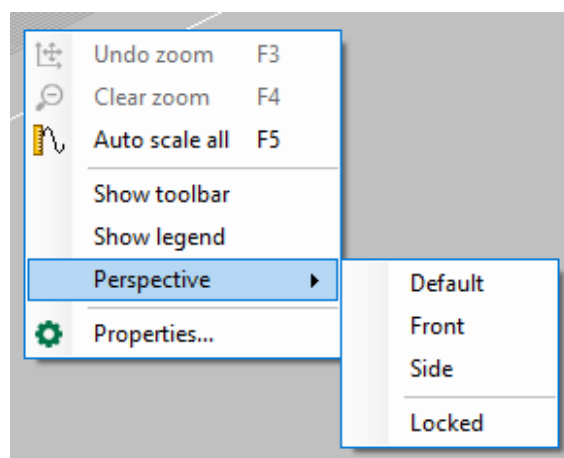 Undo zoom F3
Clear zoom F4
Auto scale all F5
Show toolbar
Show legend
Perspective
Properties...
Default
Front
Side
Locked